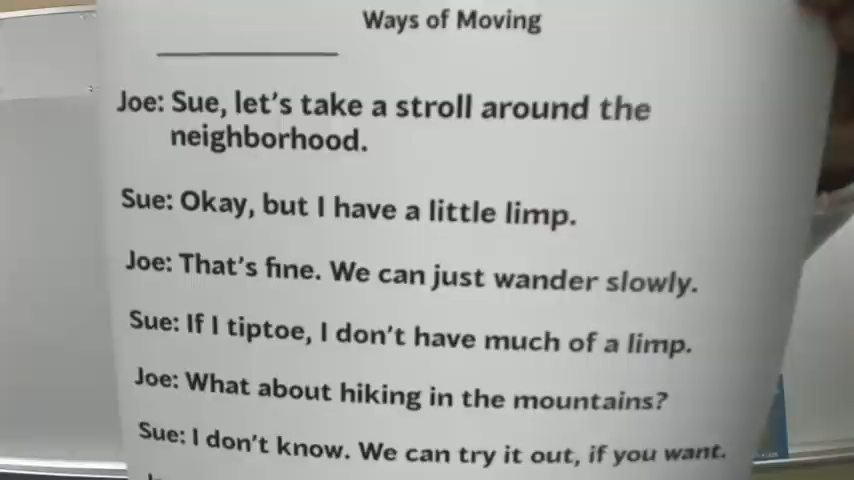 Ways of Moving
Joe: Sue, let's take a stroll around the
neighborhood.
Sue: Okay, but I have a little limp.
Joe: That's fine. We can just wander slowly.
Sue: If I tiptoe, I don't have much of a limp.
Joe: What about hiking in the mountains?
Sue: I don't know. We can try it out, if you want.